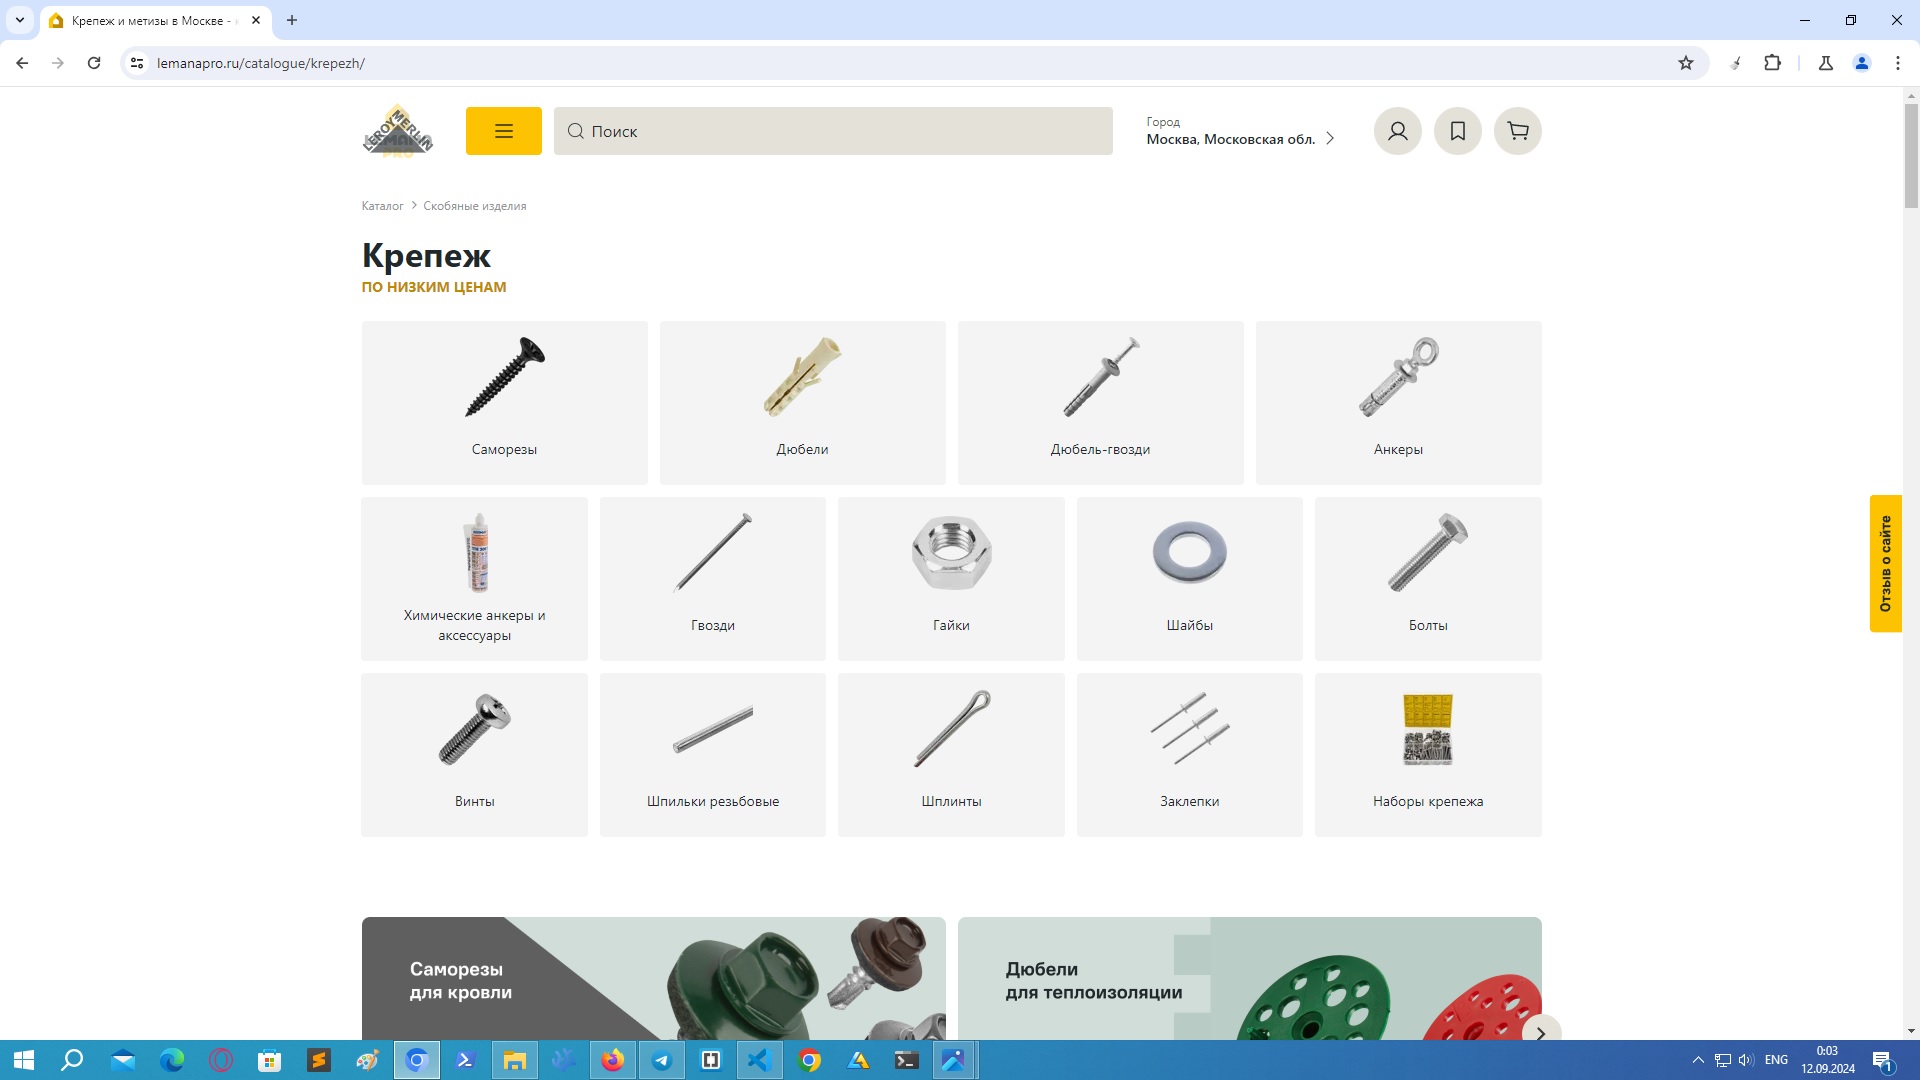 Крепеж и метизы в Москве -
lemanapro.ru/catalogue/krepezh/
LEROY MERLIN
LEMANA
PRO
Поиск
Город
Москва, Московская обл.
Каталог
Скобяные изделия
Крепеж
ПО НИЗКИМ ЦЕНАМ
Саморезы
Дюбели
Дюбель-гвозди
Анкеры
Химические анкеры и
аксессуары
Гвозди
Гайки
Шайбы
Болты
Отзыв о сайте
Винты
Шпильки резьбовые
Шплинты
Заклепки
Наборы крепежа
Саморезы
для кровли
Дюбели
для теплоизоляции
ENG
0:03
12.09.2024
1